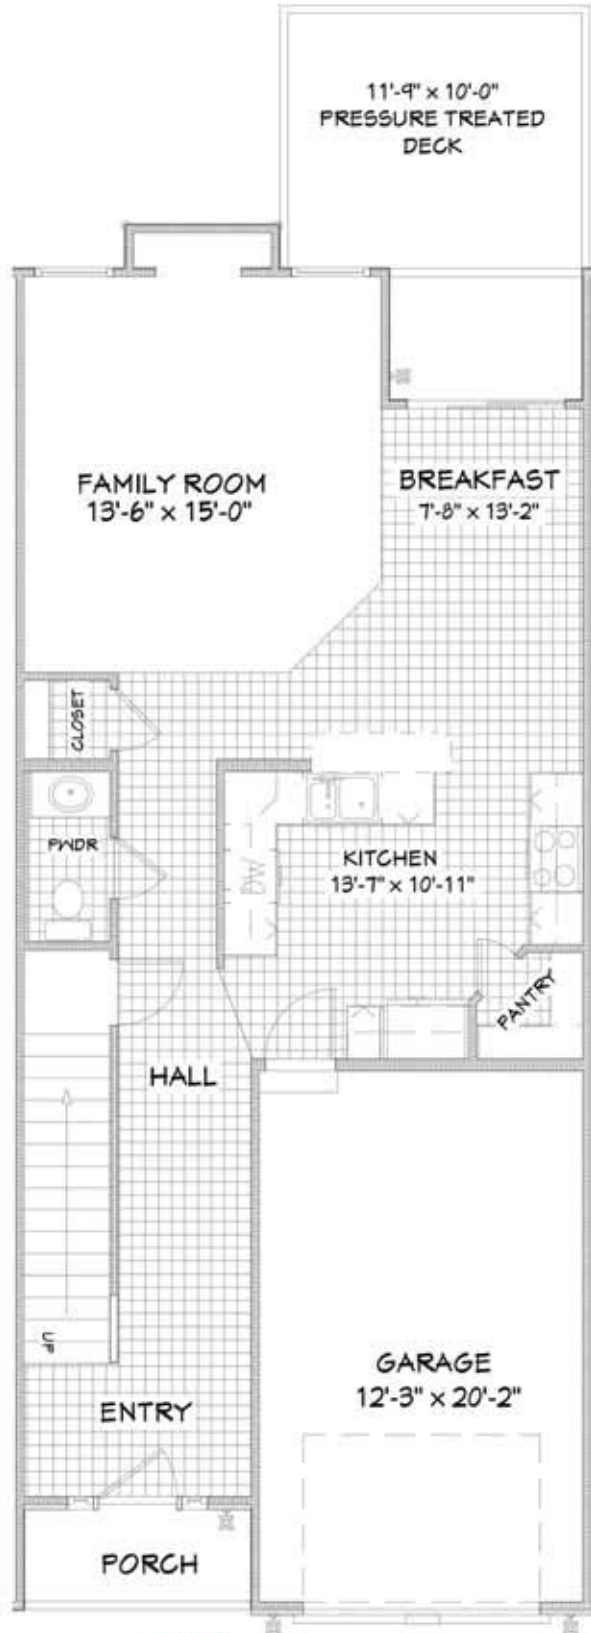 11'-9" x 10'-0"
PRESSURE TREATED
DECK
FAMILY ROOM
13'-6" x 15'-0"
BREAKFAST
7'-8" x 13'-2"
CLOSET
PWDR
KITCHEN
13'-7" x 10'-11"
DW
PANTRY
HALL
UP
GARAGE
12'-3" x 20'-2"
ENTRY
PORCH